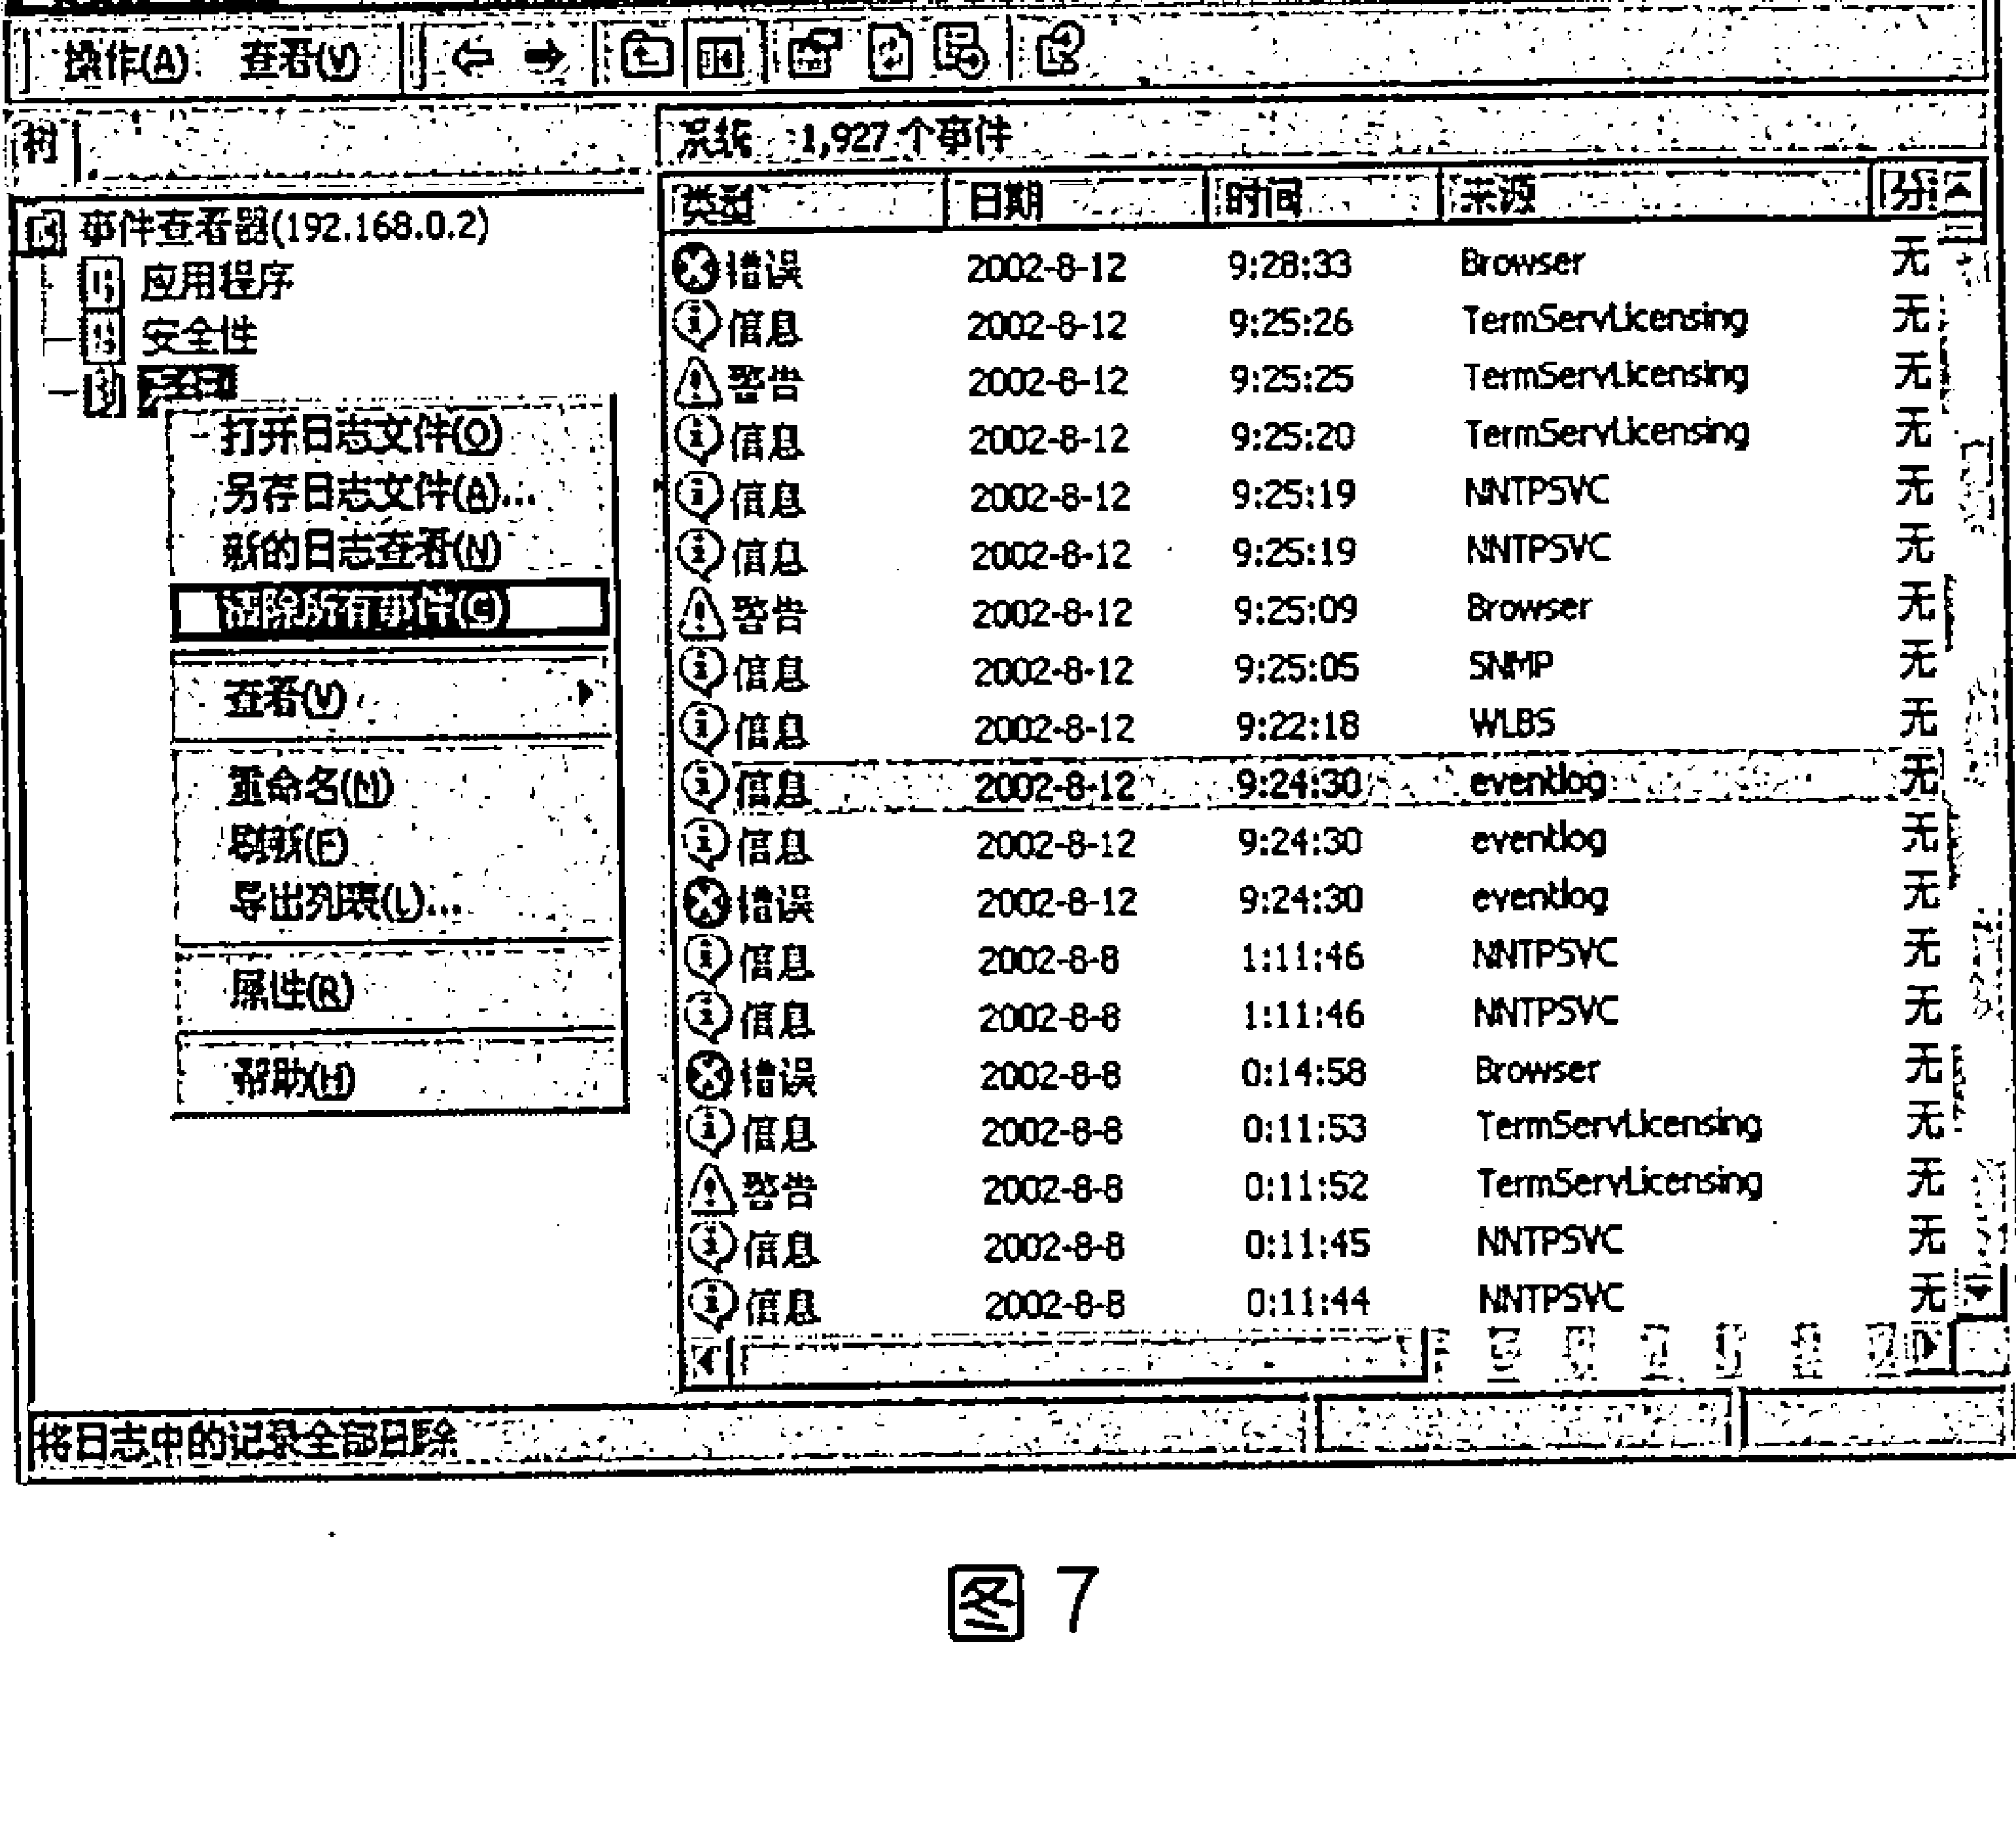 操作(A) 查看(V)
树
系统 1,927 个事件
类型 日期 时间 来源 分
事件查看器(192.168.0.2)
应用程序
安全性
打开日志文件(O)
另存日志文件(A)...
新的日志查看(N)
清除所有事件(C)
查看(V)
重命名(M)
刷新(F)
导出列表(L)...
属性(R)
帮助(H)
错误 2002-8-12 9:28:33 Browser 无
信息 2002-8-12 9:25:26 TermServLicensing 无
警告 2002-8-12 9:25:25 TermServLicensing 无
信息 2002-8-12 9:25:20 TermServLicensing 无
信息 2002-8-12 9:25:19 NNTPSVC 无
信息 2002-8-12 9:25:19 NNTPSVC 无
警告 2002-8-12 9:25:09 Browser 无
信息 2002-8-12 9:25:05 SNMP 无
信息 2002-8-12 9:22:18 WLBS 无
信息 2002-8-12 9:24:30 eventlog 无
信息 2002-8-12 9:24:30 eventlog 无
错误 2002-8-12 9:24:30 eventlog 无
信息 2002-8-8 1:11:46 NNTPSVC 无
信息 2002-8-8 1:11:46 NNTPSVC 无
错误 2002-8-8 0:14:58 Browser 无
信息 2002-8-8 0:11:53 TermServLicensing 无
警告 2002-8-8 0:11:52 TermServLicensing 无
信息 2002-8-8 0:11:45 NNTPSVC 无
信息 2002-8-8 0:11:44 NNTPSVC 无
将日志中的记录全部删除
图 7